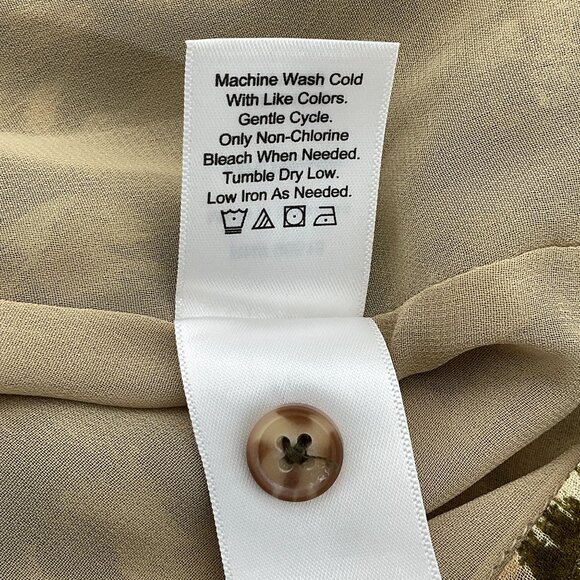 Machine Wash Cold
With Like Colors.
Gentle Cycle.
Only Non-Chlorine
Bleach When Needed.
Tumble Dry Low.
Low Iron As Needed.